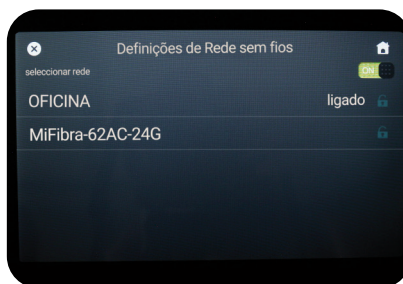 Definições de Rede sem fios
seleccionar rede
ON
OFICINA ligado
MiFibra-62AC-24G